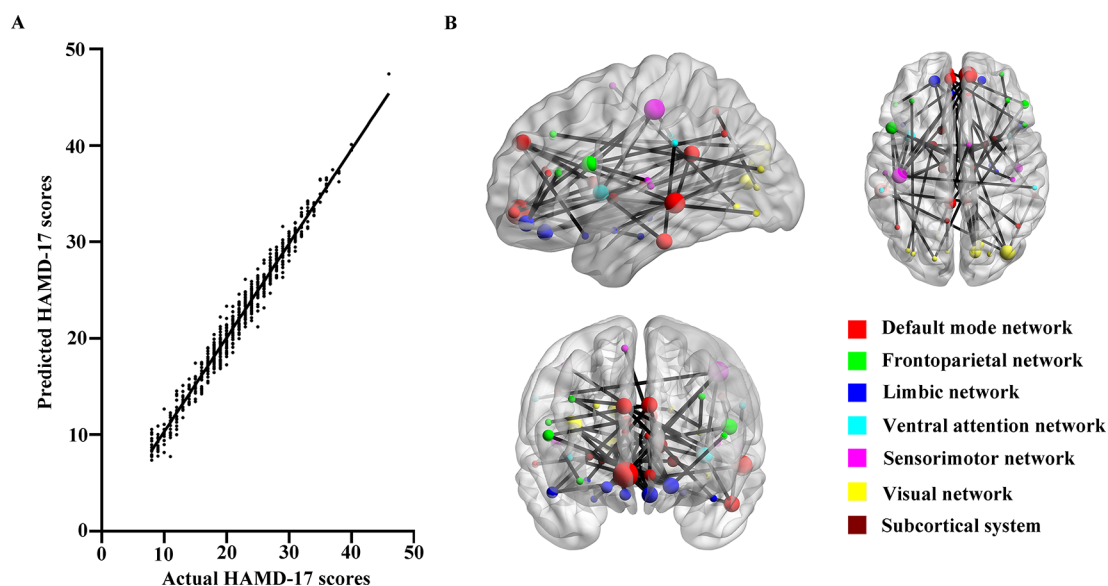 A
B
Predicted HAMD-17 scores
50
40
30
20
10
0
0 10 20 30 40 50
Actual HAMD-17 scores
Default mode network
Frontoparietal network
Limbic network
Ventral attention network
Sensorimotor network
Visual network
Subcortical system